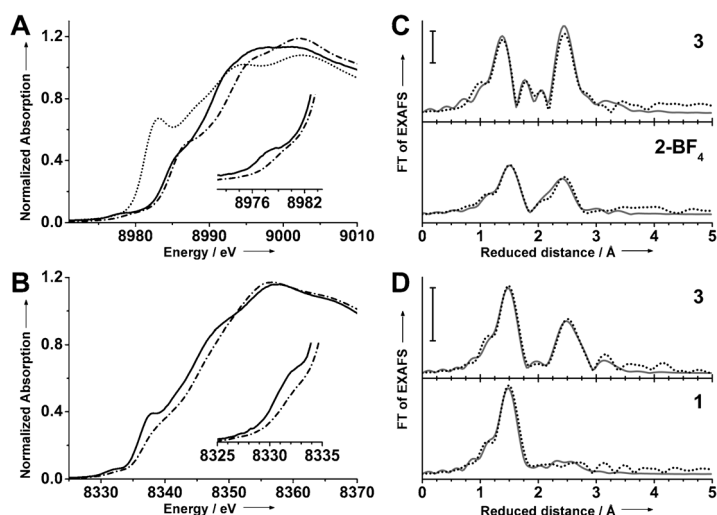 A
Normalized Absorption
1.2
0.8
0.4
0.0
8976 8982
8980 8990 9000 9010
Energy / eV
B
Normalized Absorption
1.2
0.8
0.4
0.0
8325 8330 8335
8330 8340 8350 8360 8370
Energy / eV
C
FT of EXAFS
3
2-BF4
0 1 2 3 4 5
Reduced distance / Å
D
FT of EXAFS
3
1
0 1 2 3 4 5
Reduced distance / Å